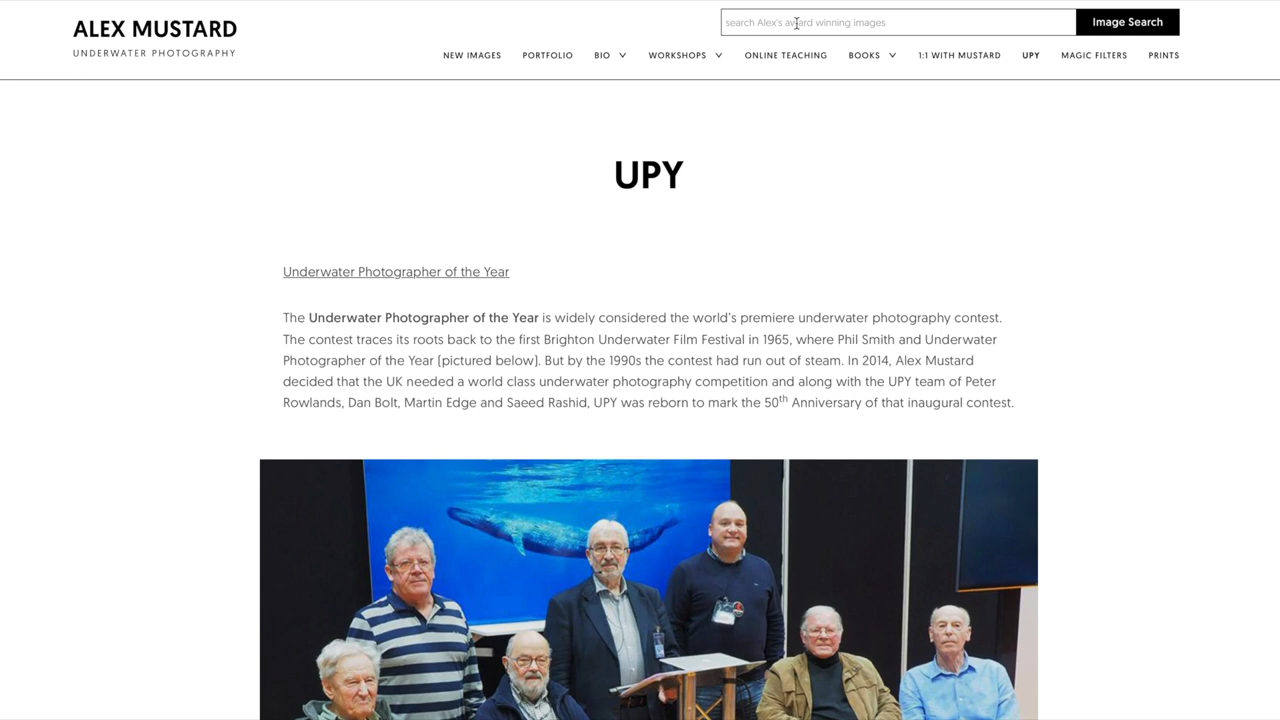 ALEX MUSTARD
UNDERWATER PHOTOGRAPHY
search Alex's award winning images
Image Search
NEW IMAGES PORTFOLIO BIO WORKSHOPS ONLINE TEACHING BOOKS 1:1 WITH MUSTARD UPY MAGIC FILTERS PRINTS
UPY
Underwater Photographer of the Year
The Underwater Photographer of the Year is widely considered the world's premiere underwater photography contest.
The contest traces its roots back to the first Brighton Underwater Film Festival in 1965, where Phil Smith and Underwater
Photographer of the Year (pictured below). But by the 1990s the contest had run out of steam. In 2014, Alex Mustard
decided that the UK needed a world class underwater photography competition and along with the UPY team of Peter
Rowlands, Dan Bolt, Martin Edge and Saeed Rashid, UPY was reborn to mark the 50th Anniversary of that inaugural contest.